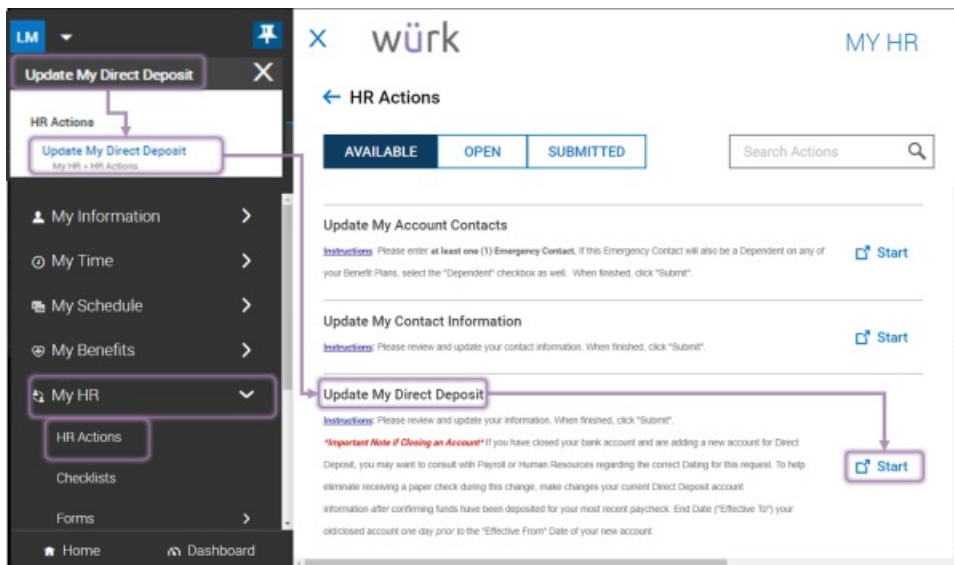 LM
Update My Direct Deposit
HR Actions
Update My Direct Deposit
My HR > HR Actions
My Information
My Time
My Schedule
My Benefits
My HR
HR Actions
Checklists
Forms
Home
Dashboard
würk
MY HR
HR Actions
AVAILABLE
OPEN
SUBMITTED
Search Actions
Update My Account Contacts
Instructions: Please enter at least one (1) Emergency Contact. If this Emergency Contact will also be a Dependent on any of
your Benefit Plans, select the "Dependent" checkbox as well. When finished, click "Submit".
Start
Update My Contact Information
Instructions: Please review and update your contact information. When finished, click "Submit".
Start
Update My Direct Deposit
Instructions: Please review and update your information. When finished, click "Submit".
*Important Note if Closing an Account* If you have closed your bank account and are adding a new account for Direct
Deposit, you may want to consult with Payroll or Human Resources regarding the correct Dating for this request. To help
eliminate receiving a paper check during this change, make changes your current Direct Deposit account
information after confirming funds have been deposited for your most recent paycheck. End Date ("Effective To") your
old/closed account one day prior to the "Effective From" Date of your new account.
Start